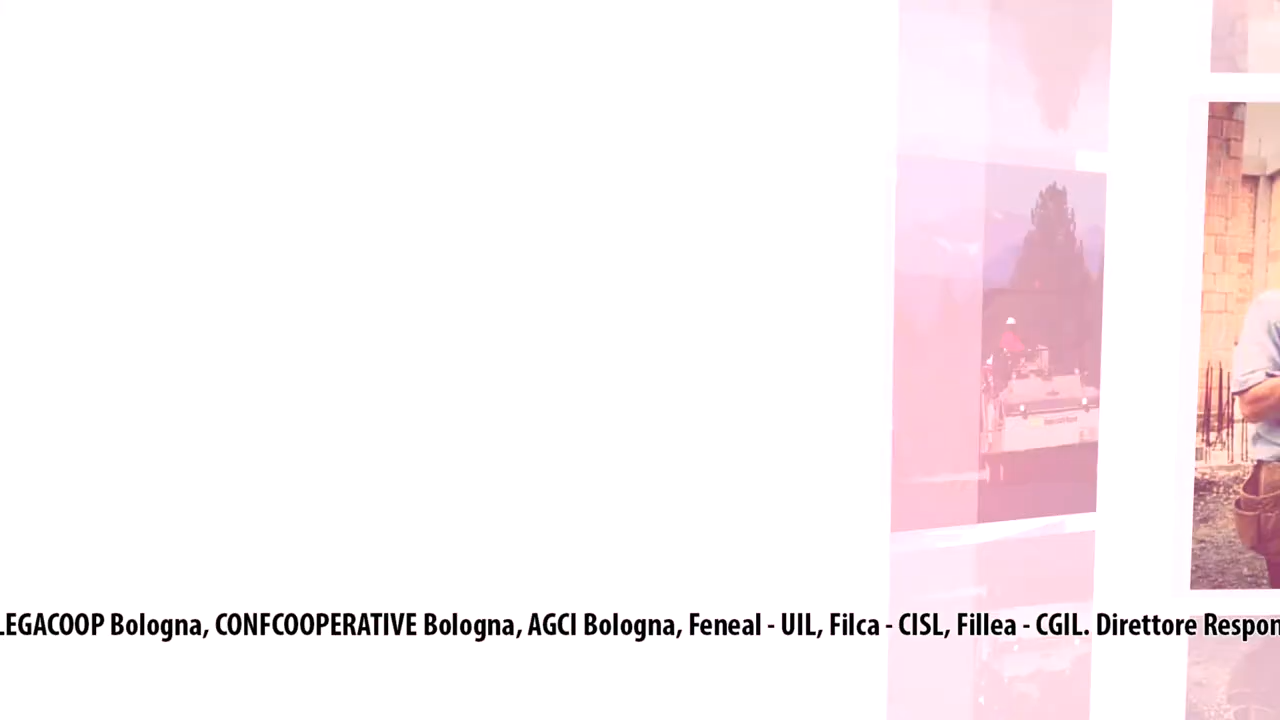 LEGACOOP Bologna, CONFCOOPERATIVE Bologna, AGCI Bologna, Feneal - UIL, Filca - CISL, Fillea - CGIL. Direttore Respon